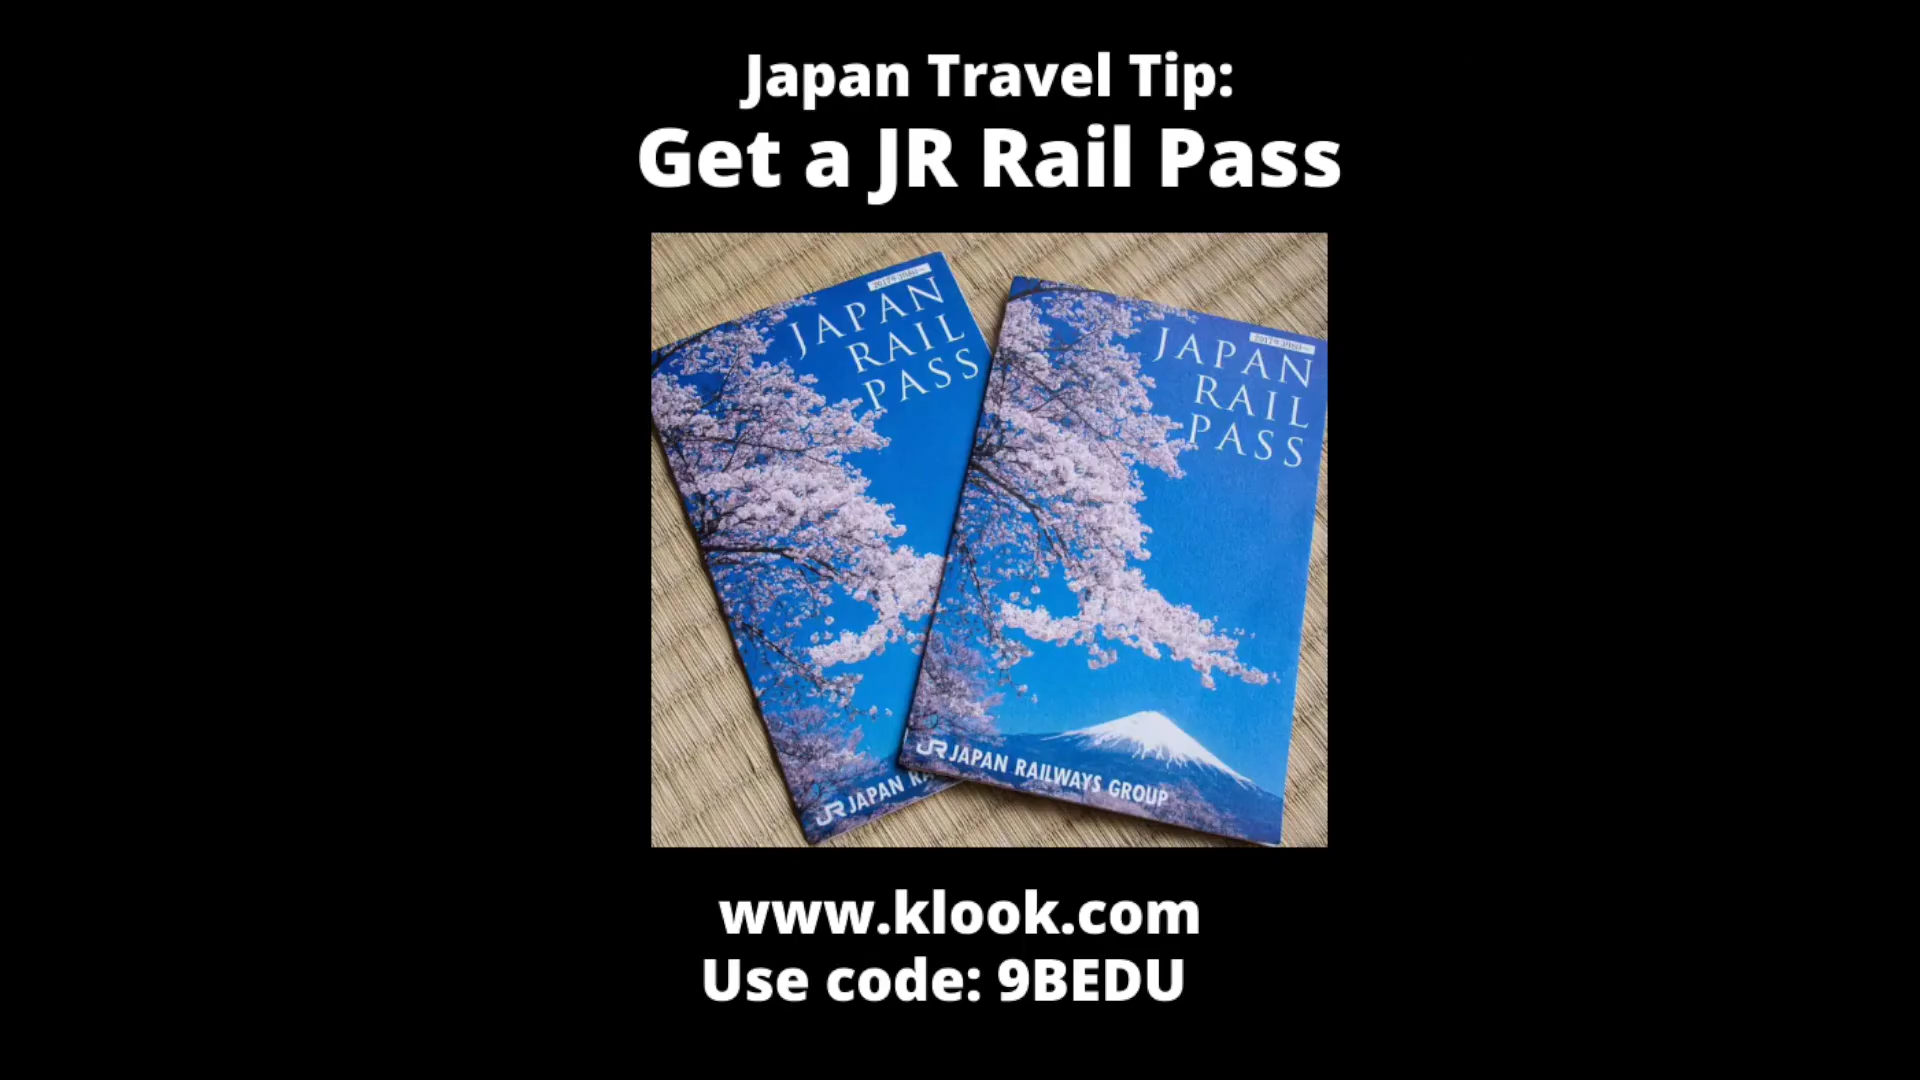 Japan Travel Tip:
Get a JR Rail Pass
JAPAN
RAIL
PASS
JR JAPAN
JAPAN
RAIL
PASS
JR JAPAN RAILWAYS GROUP
www.klook.com
Use code: 9BEDU